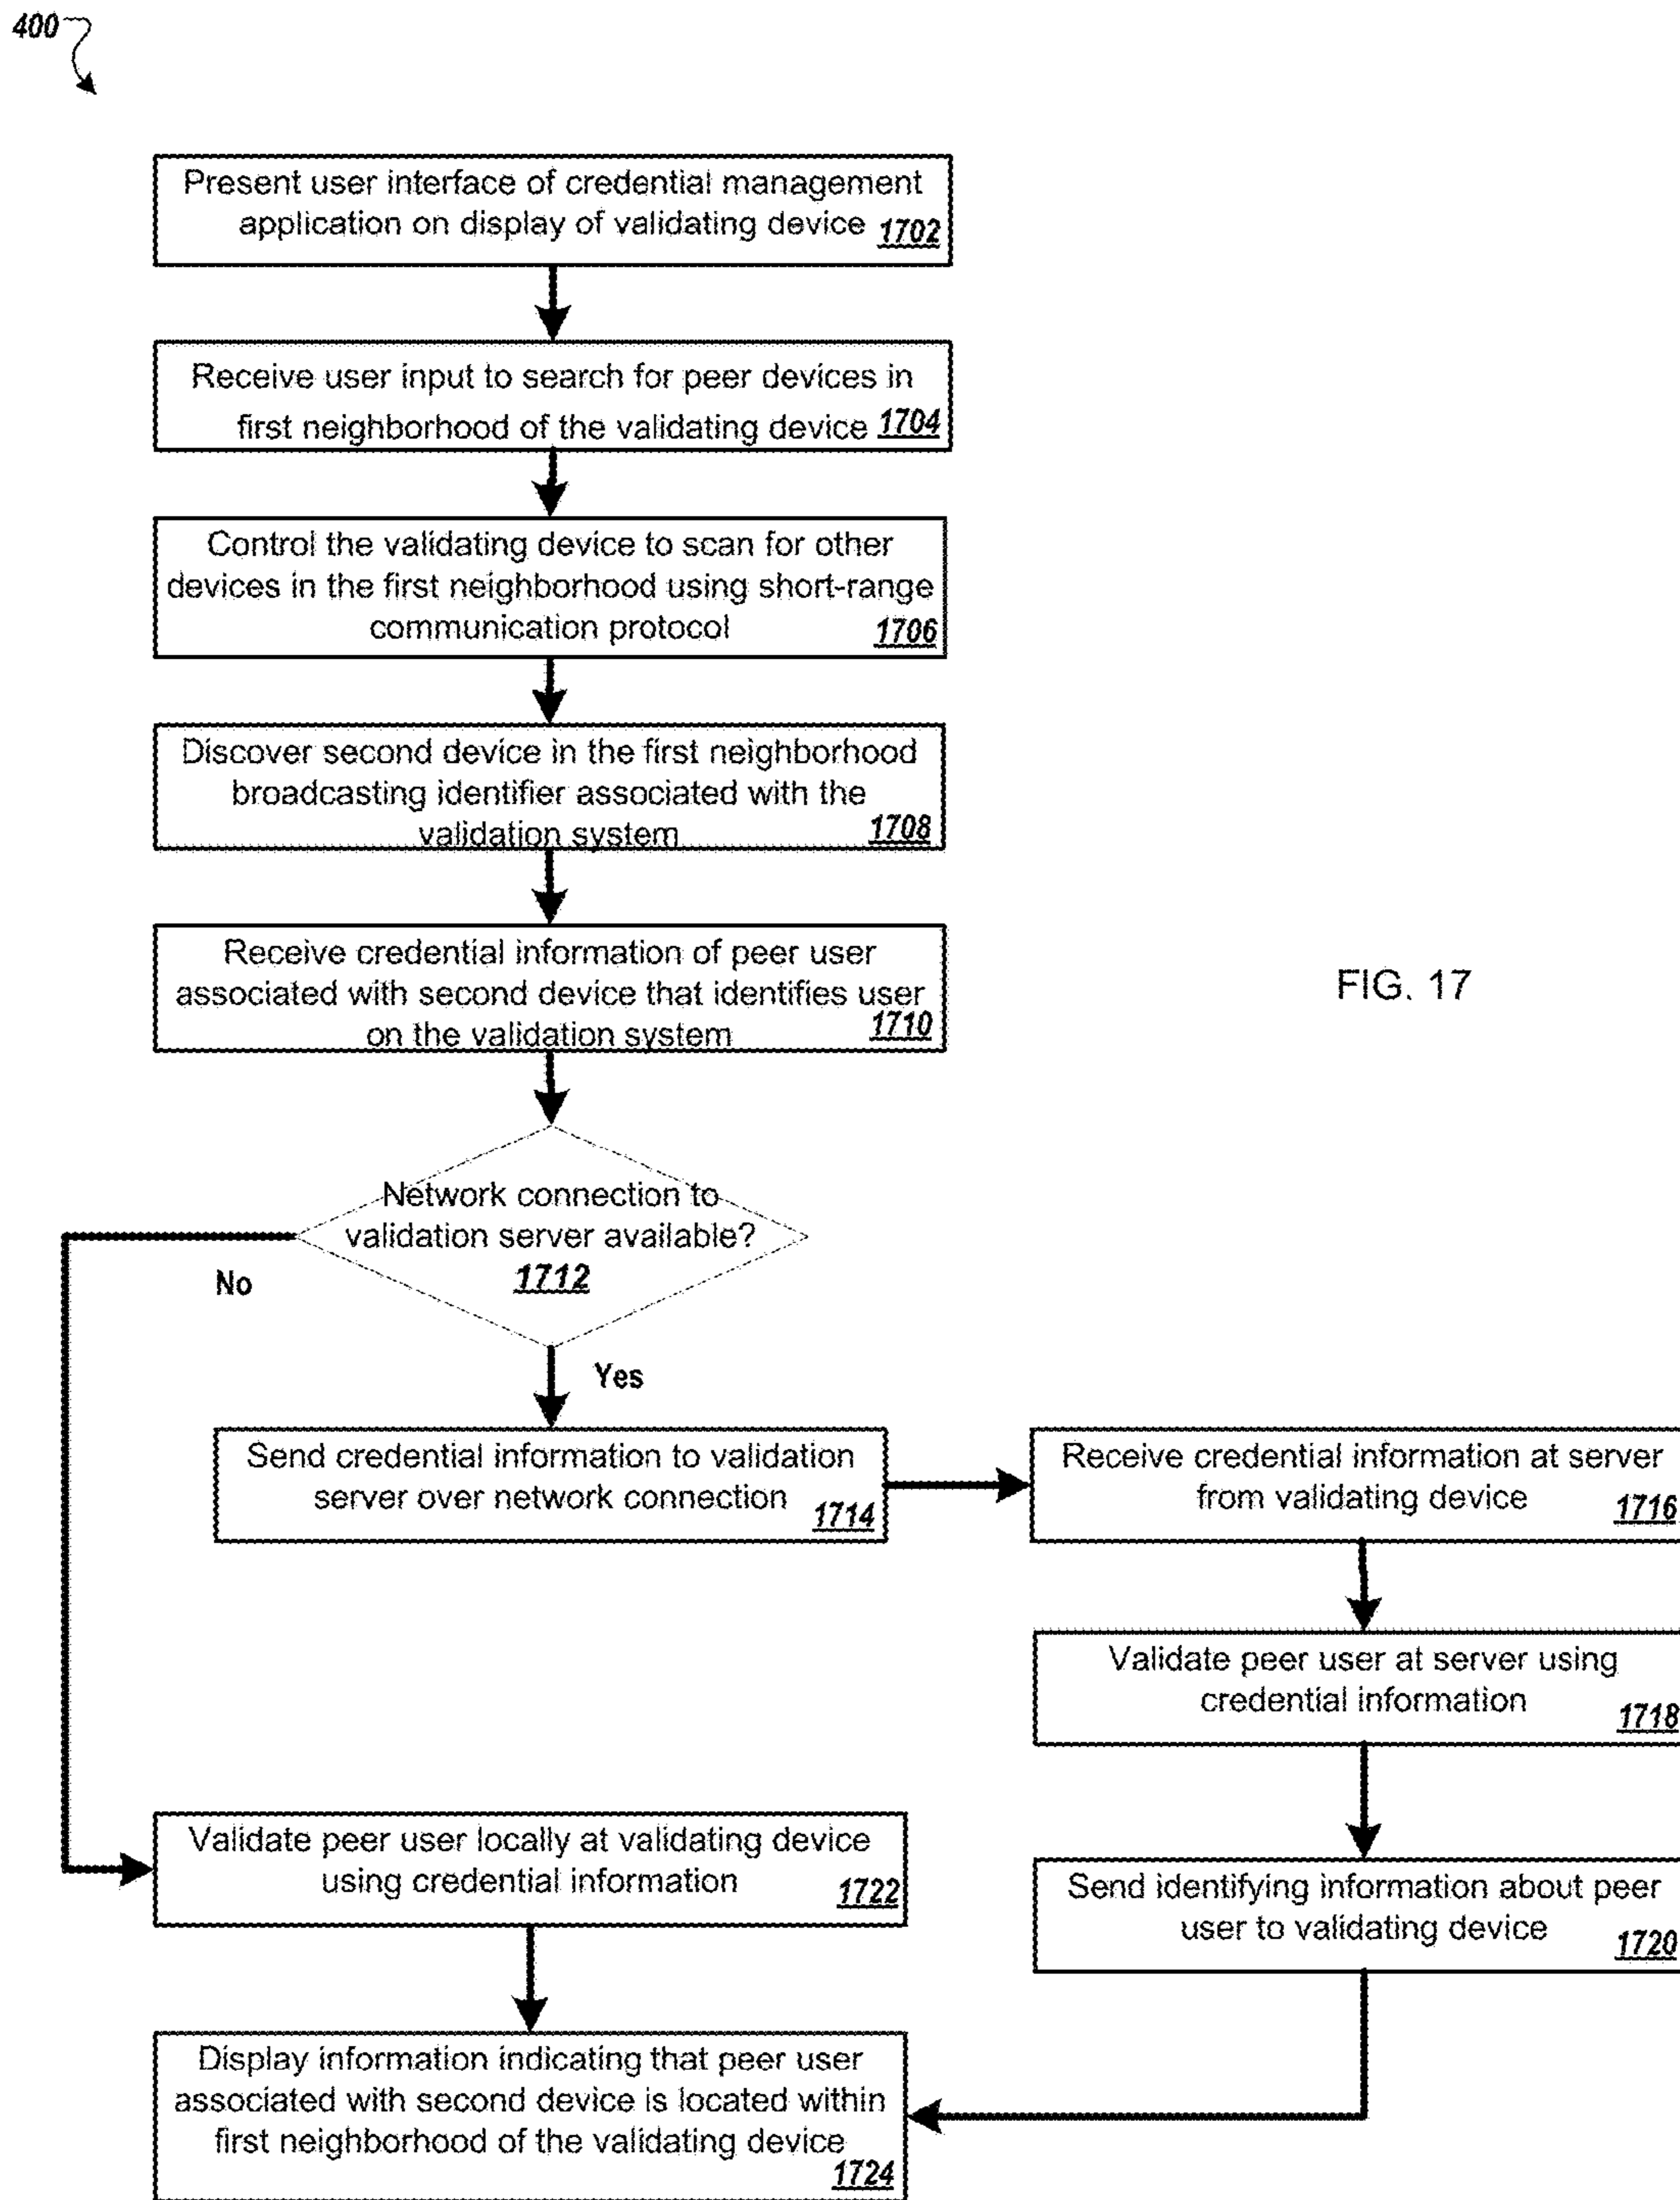 400
Present user interface of credential management
application on display of validating device 1702
Receive user input to search for peer devices in
first neighborhood of the validating device 1704
Control the validating device to scan for other
devices in the first neighborhood using short-range
communication protocol 1706
Discover second device in the first neighborhood
broadcasting identifier associated with the
validation system 1708
Receive credential information of peer user
associated with second device that identifies user
on the validation system 1710
FIG. 17
Network connection to
validation server available?
1712
No
Yes
Send credential information to validation
server over network connection 1714
Receive credential information at server
from validating device 1716
Validate peer user at server using
credential information 1718
Validate peer user locally at validating device
using credential information 1722
Send identifying information about peer
user to validating device 1720
Display information indicating that peer user
associated with second device is located within
first neighborhood of the validating device
1724